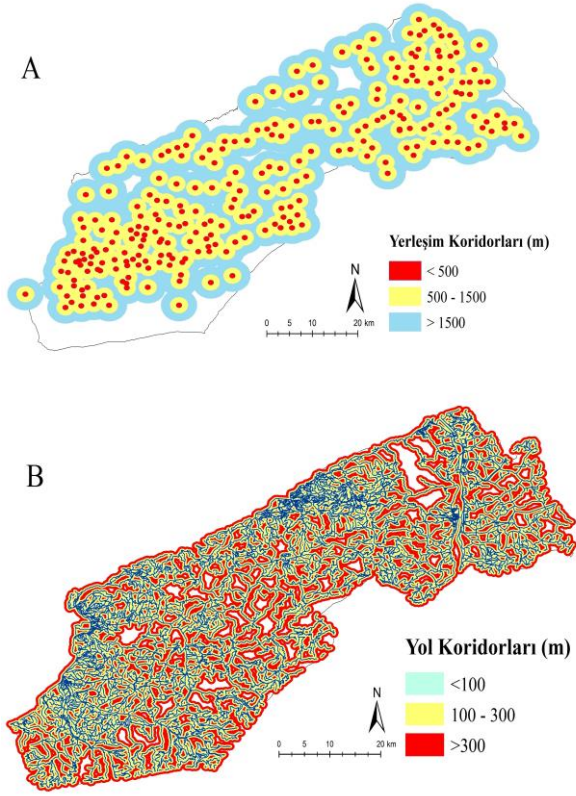 A
Yerleşim Koridorları (m)
< 500
500 - 1500
> 1500
N
0 5 10 20 km
B
Yol Koridorları (m)
<100
100 - 300
>300
N
0 5 10 20 km